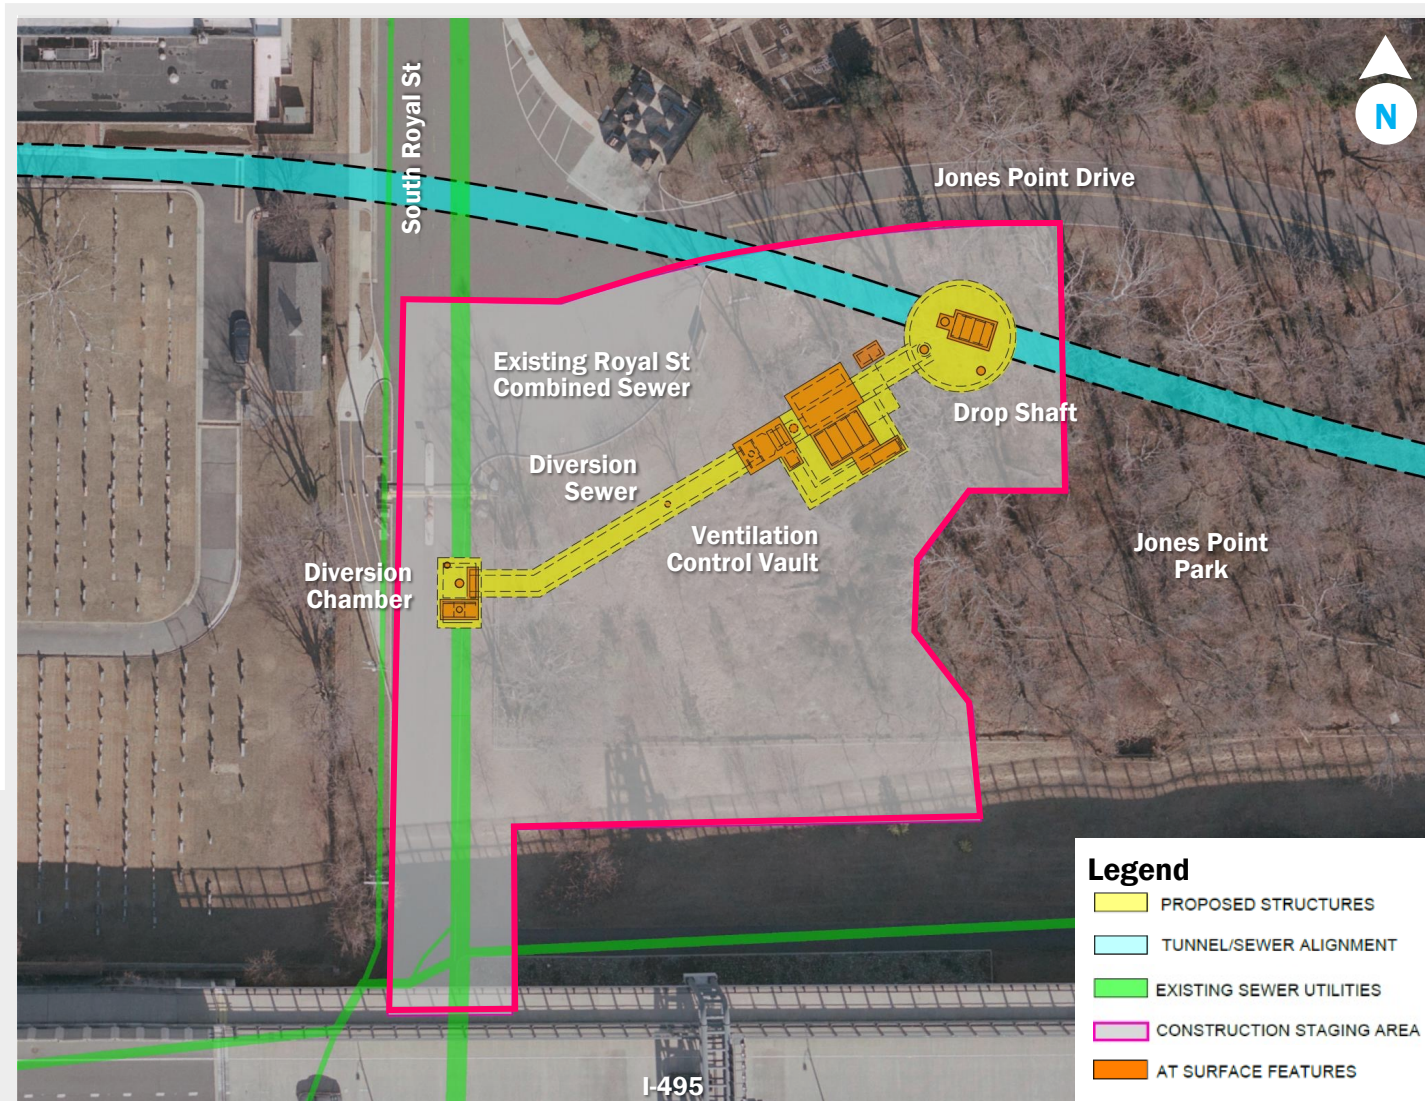 South Royal St
N
Jones Point Drive
Existing Royal St
Combined Sewer
Drop Shaft
Diversion
Sewer
Ventilation
Control Vault
Jones Point
Park
Diversion
Chamber
I-495
Legend
PROPOSED STRUCTURES
TUNNEL/SEWER ALIGNMENT
EXISTING SEWER UTILITIES
CONSTRUCTION STAGING AREA
AT SURFACE FEATURES